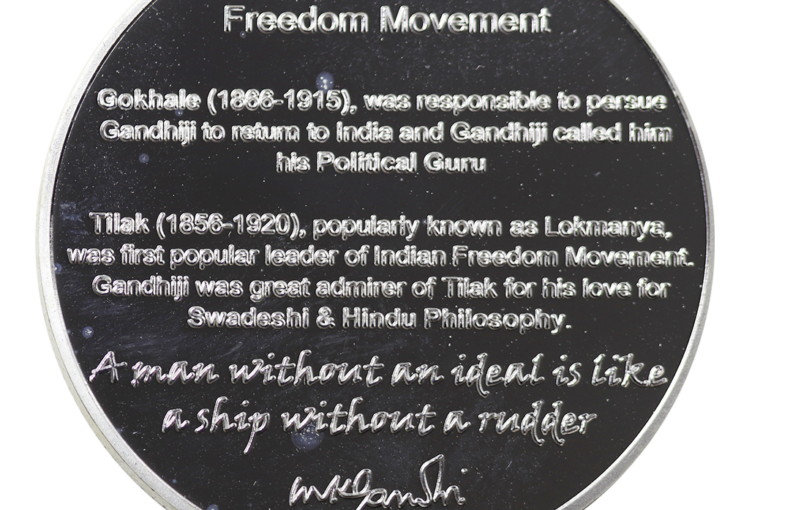 Freedom Movement
Gokhale (1866-1915), was responsible to persue
Gandhiji to return to India and Gandhiji called him
his Political Guru
Tilak (1856-1920), popularly known as Lokmanya,
was first popular leader of Indian Freedom Movement.
Gandhiji was great admirer of Tilak for his love for
Swadeshi & Hindu Philosophy.
A man without an ideal is like
a ship without a rudder
MKGandhi